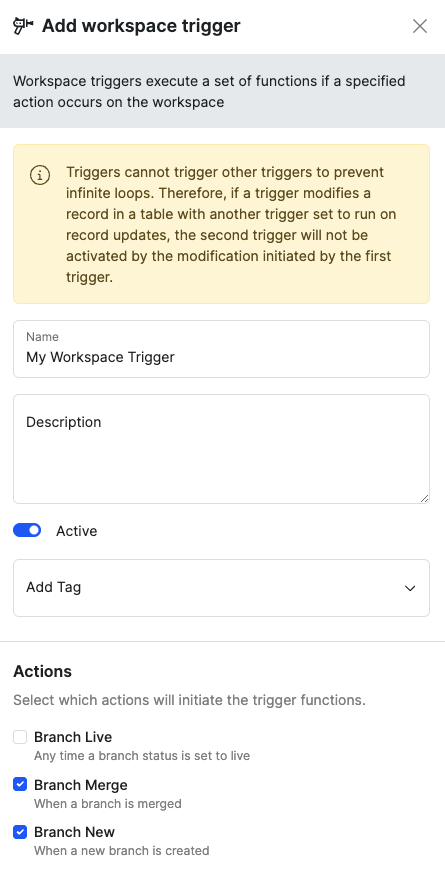 Add workspace trigger
Workspace triggers execute a set of functions if a specified
action occurs on the workspace
Triggers cannot trigger other triggers to prevent
infinite loops. Therefore, if a trigger modifies a
record in a table with another trigger set to run on
record updates, the second trigger will not be
activated by the modification initiated by the first
trigger.
Name
My Workspace Trigger
Description
Active
Add Tag
Actions
Select which actions will initiate the trigger functions.
Branch Live
Any time a branch status is set to live
Branch Merge
When a branch is merged
Branch New
When a new branch is created